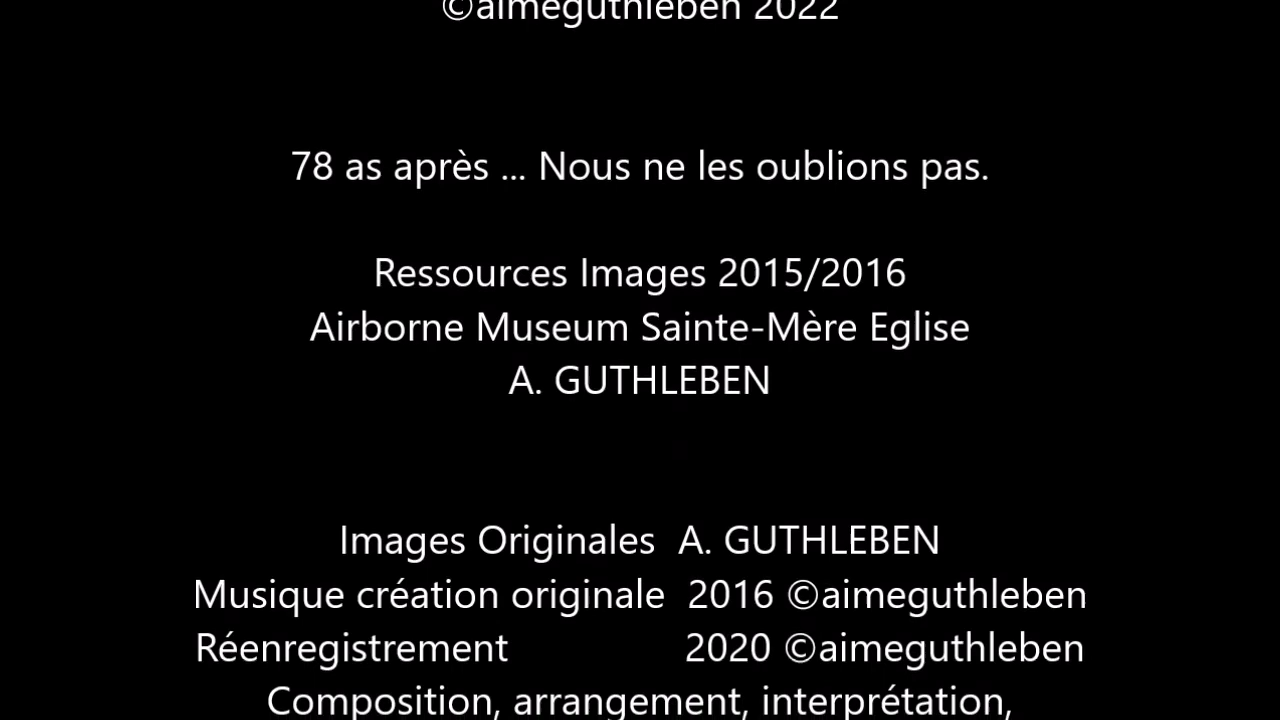 ©aimeguthleben 2022
78 as après ... Nous ne les oublions pas.
Ressources Images 2015/2016
Airborne Museum Sainte-Mère Eglise
A. GUTHLEBEN
Images Originales A. GUTHLEBEN
Musique création originale 2016 ©aimeguthleben
Réenregistrement 2020 ©aimeguthleben
Composition, arrangement, interprétation,